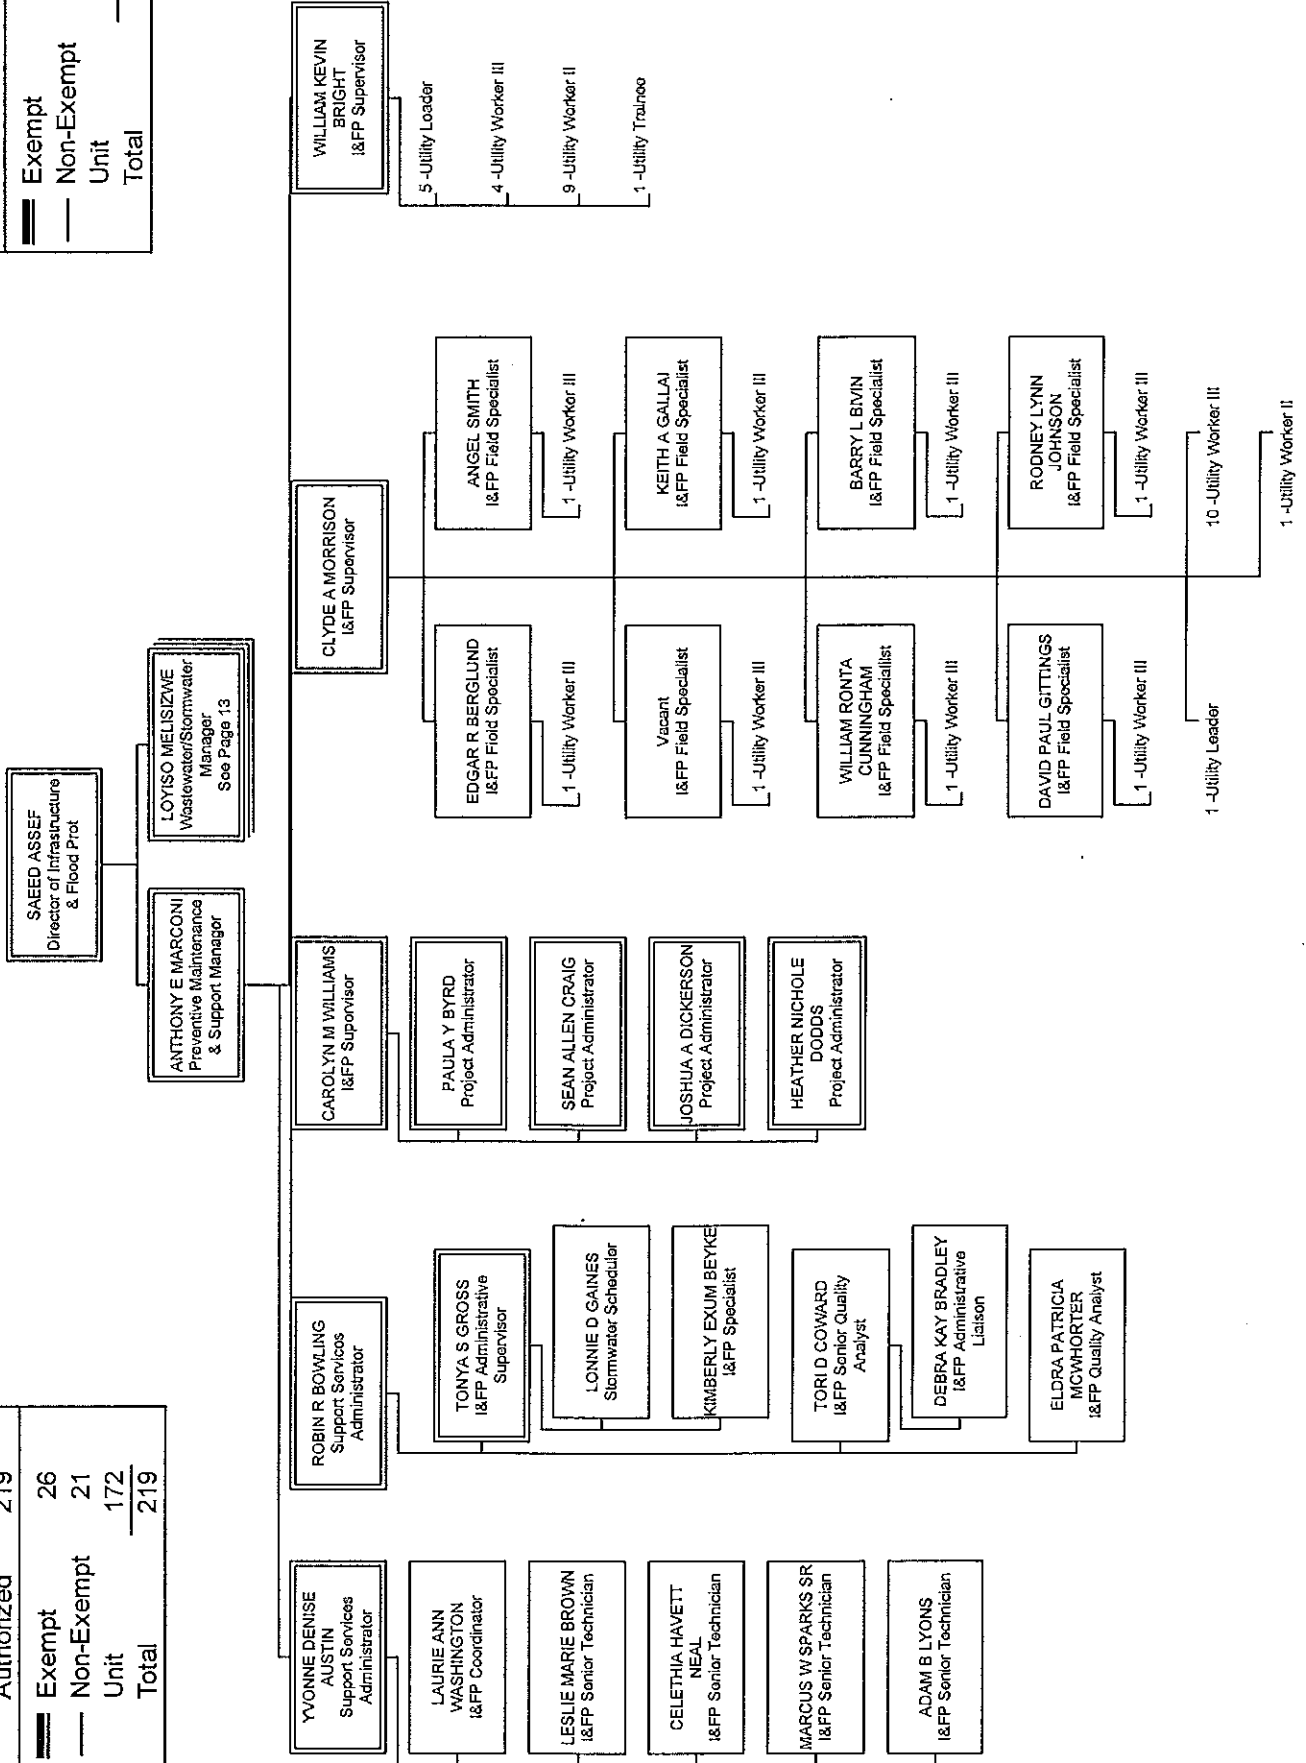 Authorized 219
Exempt 26
Non-Exempt 21
Unit 172
Total 219
Exempt
Non-Exempt
Unit
Total
SAEED ASSEF
Director of Infrastructure
& Flood Prot
ANTHONY E MARCONI
Preventive Maintenance
& Support Manager
LOYISO MELISIZWE
Wastewater/Stormwater
Manager
See Page 13
YVONNE DENISE
AUSTIN
Support Services
Administrator
LAURIE ANN
WASHINGTON
I&FP Coordinator
LESLIE MARIE BROWN
I&FP Senior Technician
CELETHIA HAVETT
NEAL
I&FP Senior Technician
MARCUS W SPARKS SR
I&FP Senior Technician
ADAM B LYONS
I&FP Senior Technician
ROBIN R BOWLING
Support Services
Administrator
TONYA S GROSS
I&FP Administrative
Supervisor
LONNIE D GAINES
Stormwater Scheduler
KIMBERLY EXUM BEYKE
I&FP Specialist
TORI D COWARD
I&FP Senior Quality
Analyst
DEBRA KAY BRADLEY
I&FP Administrative
Liaison
ELDRA PATRICIA
MCWHORTER
I&FP Quality Analyst
CAROLYN M WILLIAMS
I&FP Supervisor
PAULA Y BYRD
Project Administrator
SEAN ALLEN CRAIG
Project Administrator
JOSHUA A DICKERSON
Project Administrator
HEATHER NICHOLE
DODDS
Project Administrator
CLYDE A MORRISON
I&FP Supervisor
EDGAR R BERGLUND
I&FP Field Specialist
1 -Utility Worker III
ANGEL SMITH
I&FP Field Specialist
1 -Utility Worker III
Vacant
I&FP Field Specialist
1 -Utility Worker III
KEITH A GALLAI
I&FP Field Specialist
1 -Utility Worker III
WILLIAM RONTA
CUNNINGHAM
I&FP Field Specialist
1 -Utility Worker III
BARRY L BIVIN
I&FP Field Specialist
1 -Utility Worker III
DAVID PAUL GITTINGS
I&FP Field Specialist
1 -Utility Worker III
RODNEY LYNN
JOHNSON
I&FP Field Specialist
1 -Utility Worker III
1 -Utility Leader
10 -Utility Worker III
1 -Utility Worker II
WILLIAM KEVIN
BRIGHT
I&FP Supervisor
5 -Utility Leader
4 -Utility Worker III
9 -Utility Worker II
1 -Utility Trainee